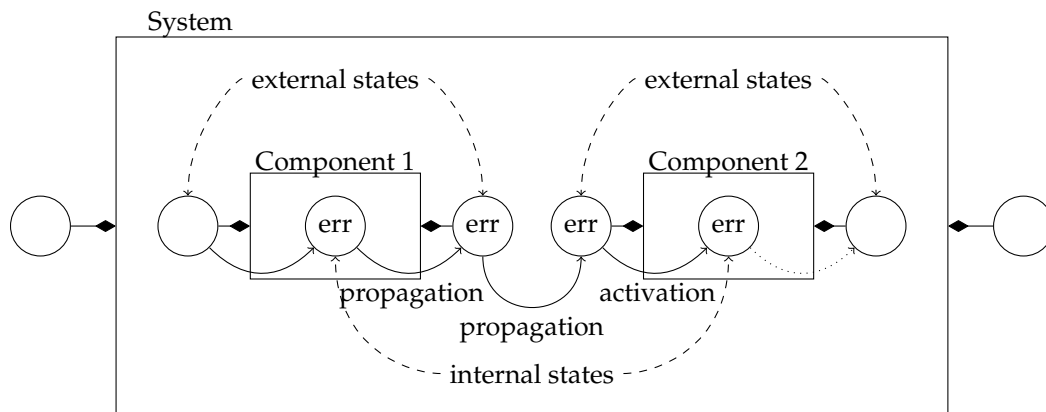 System
external states
external states
Component 1
Component 2
err
err
err
err
propagation
activation
propagation
internal states